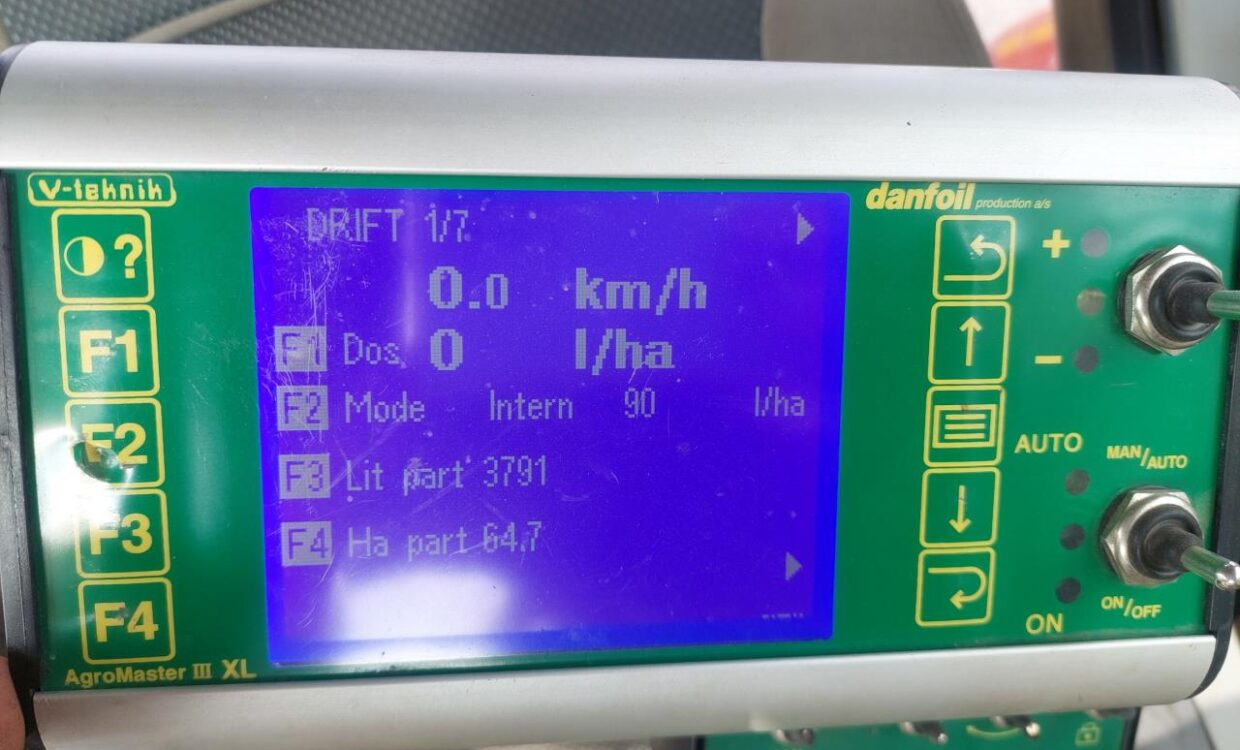 V-teknik
danfoil production a/s
DRIFT 1/7
0.0 km/h
F1 Dos. 0 l/ha
F2 Mode Intern 90 l/ha
F3 Lit part 3791
F4 Ha part 64.7
?
F1
F2
F3
F4
AgroMaster III XL
+
−
AUTO
MAN/AUTO
ON/OFF
ON